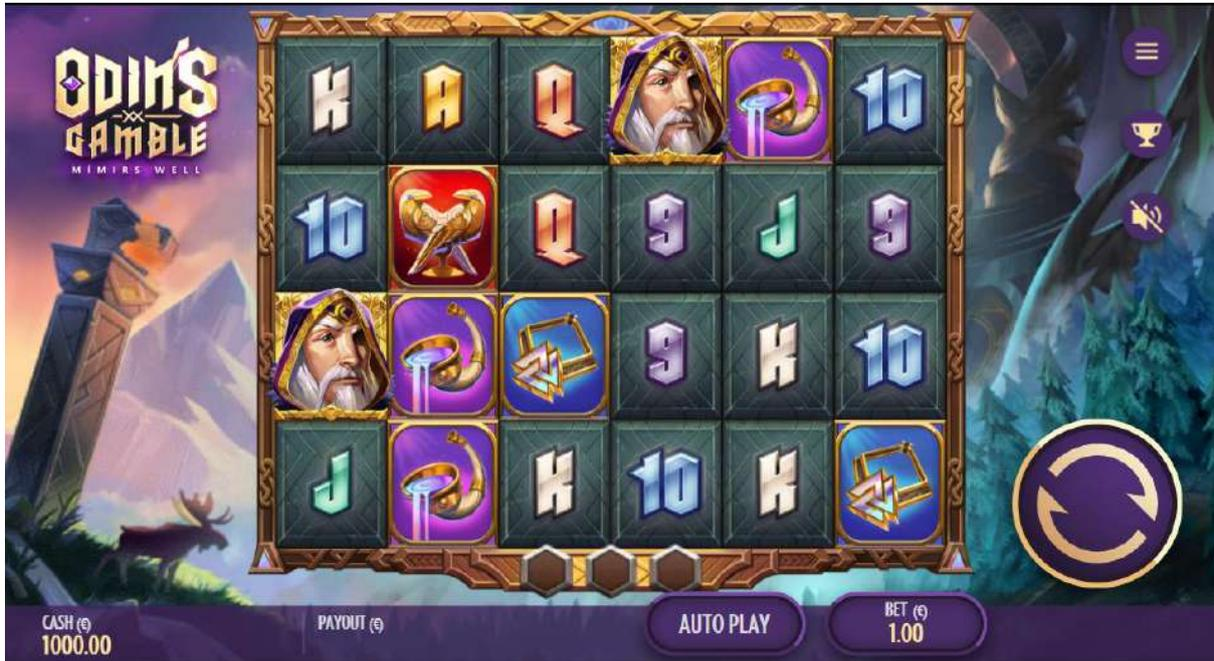 ODIN'S
GAMBLE
MIMIRS WELL
K A Q 10
10 Q 9 J 9
9 K 10
J K 10 K
CASH (€)
1000.00
PAYOUT (€)
AUTO PLAY
BET (€)
1.00